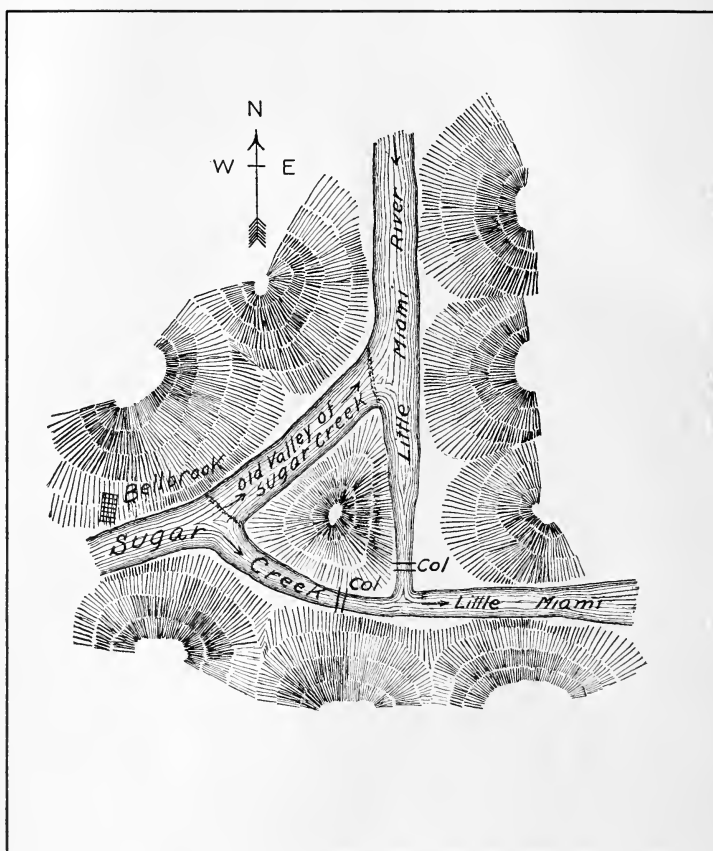 N
W E
Little Miami River
Old Valley of
Sugar Creek
Bellbrook
Sugar Creek
Col
Col
Little Miami